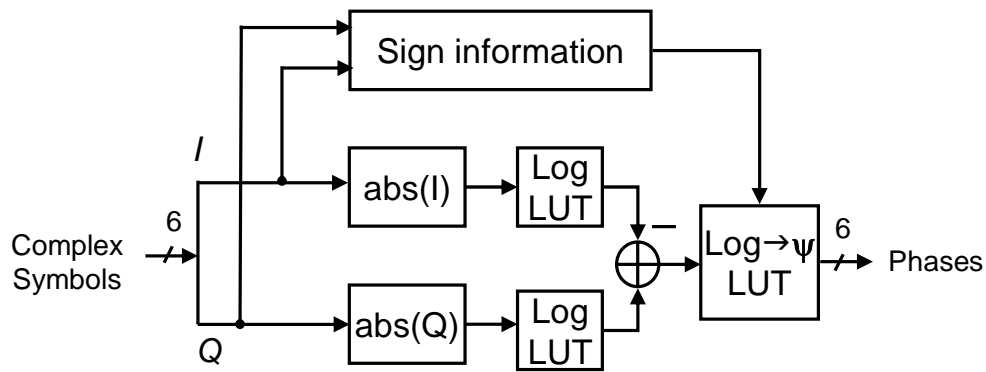 Sign information
I
abs(I)
Log
LUT
6
Complex
Symbols
−
Log→ψ
LUT
6
Phases
Q
abs(Q)
Log
LUT